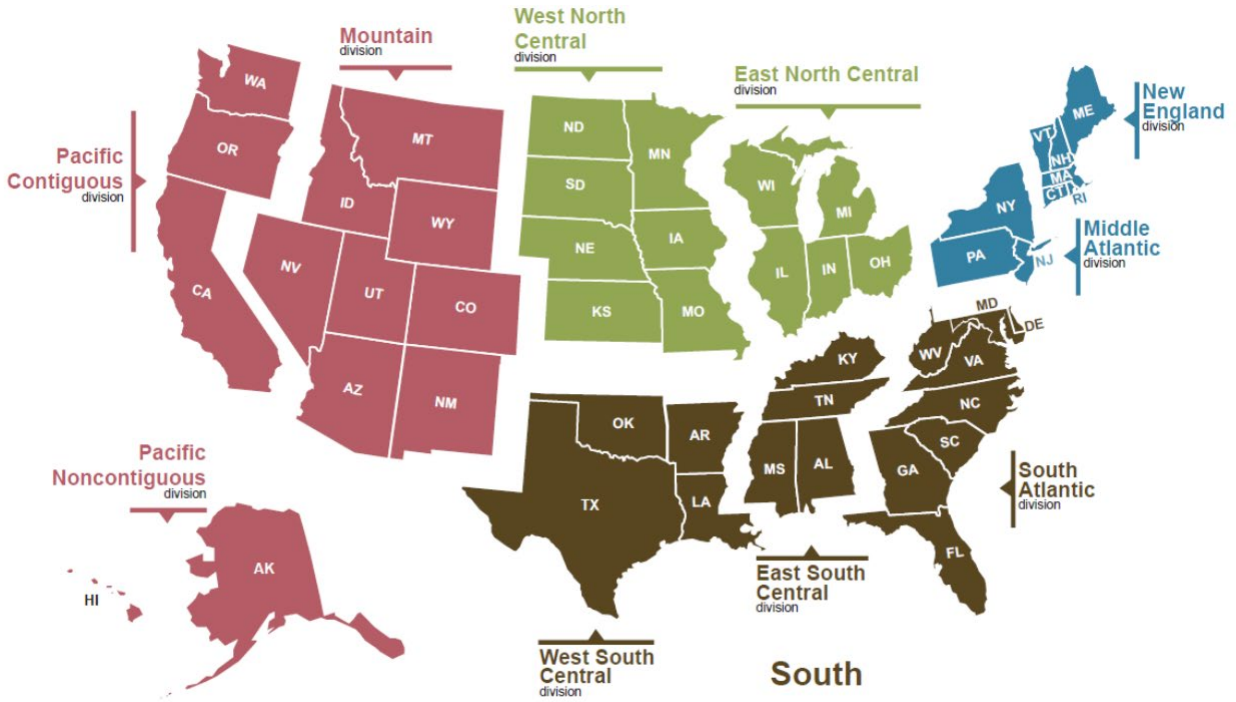 West North
Central
division
Mountain
division
East North Central
division
New
England
division
Pacific
Contiguous
division
Middle
Atlantic
division
WA
OR
CA
MT
ID
WY
NV
UT
CO
AZ
NM
ND
SD
NE
KS
MN
IA
MO
WI
MI
IL
IN
OH
ME
VT
NH
MA
CT
RI
NY
PA
NJ
MD
DE
WV
VA
KY
TN
NC
SC
GA
FL
OK
AR
TX
LA
MS
AL
Pacific
Noncontiguous
division
AK
HI
South
Atlantic
division
East South
Central
division
West South
Central
division
South